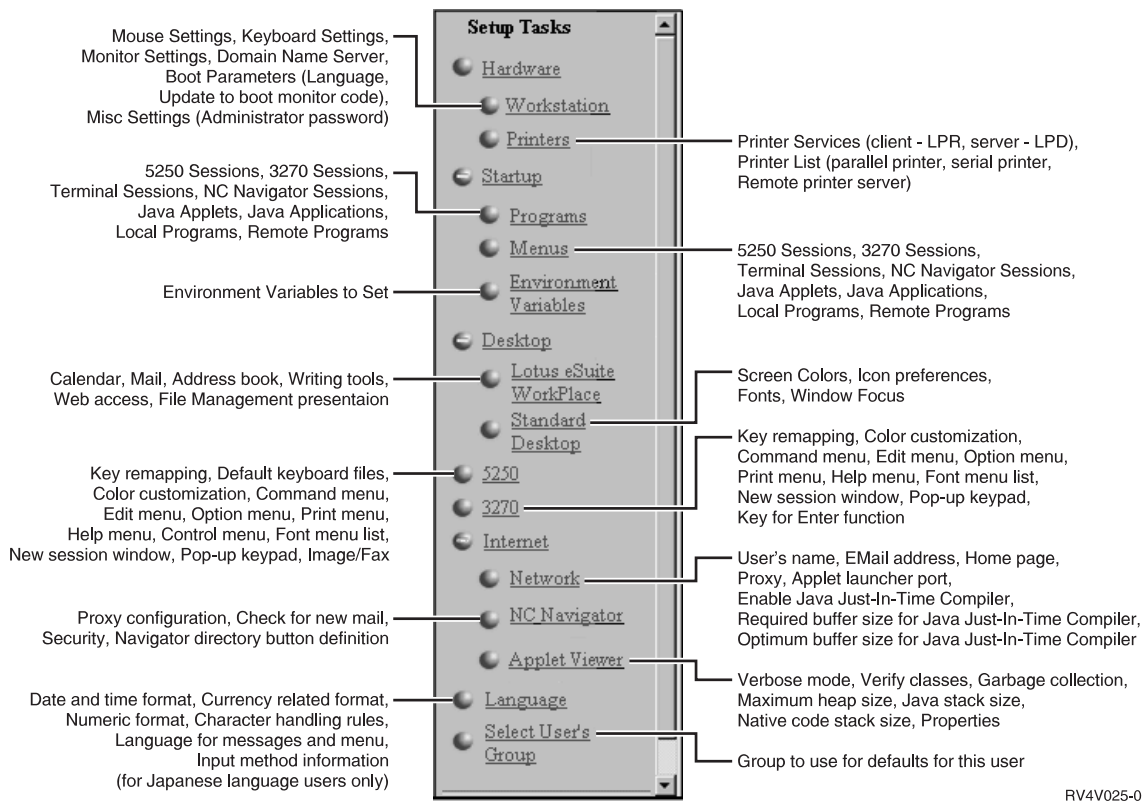 Setup Tasks
Hardware
Mouse Settings, Keyboard Settings,
Monitor Settings, Domain Name Server,
Boot Parameters (Language,
Update to boot monitor code),
Misc Settings (Administrator password)
Workstation
Printers
Printer Services (client - LPR, server - LPD),
Printer List (parallel printer, serial printer,
Remote printer server)
Startup
5250 Sessions, 3270 Sessions,
Terminal Sessions, NC Navigator Sessions,
Java Applets, Java Applications,
Local Programs, Remote Programs
Programs
Menus
5250 Sessions, 3270 Sessions,
Terminal Sessions, NC Navigator Sessions,
Java Applets, Java Applications,
Local Programs, Remote Programs
Environment Variables to Set
Environment
Variables
Desktop
Calendar, Mail, Address book, Writing tools,
Web access, File Management presentaion
Lotus eSuite
WorkPlace
Standard
Desktop
Screen Colors, Icon preferences,
Fonts, Window Focus
Key remapping, Default keyboard files,
Color customization, Command menu,
Edit menu, Option menu, Print menu,
Help menu, Control menu, Font menu list,
New session window, Pop-up keypad, Image/Fax
5250
3270
Key remapping, Color customization,
Command menu, Edit menu, Option menu,
Print menu, Help menu, Font menu list,
New session window, Pop-up keypad,
Key for Enter function
Internet
Network
User's name, EMail address, Home page,
Proxy, Applet launcher port,
Enable Java Just-In-Time Compiler,
Required buffer size for Java Just-In-Time Compiler,
Optimum buffer size for Java Just-In-Time Compiler
Proxy configuration, Check for new mail,
Security, Navigator directory button definition
NC Navigator
Applet Viewer
Verbose mode, Verify classes, Garbage collection,
Maximum heap size, Java stack size,
Native code stack size, Properties
Date and time format, Currency related format,
Numeric format, Character handling rules,
Language for messages and menu,
Input method information
(for Japanese language users only)
Language
Select User's
Group
Group to use for defaults for this user
RV4V025-0